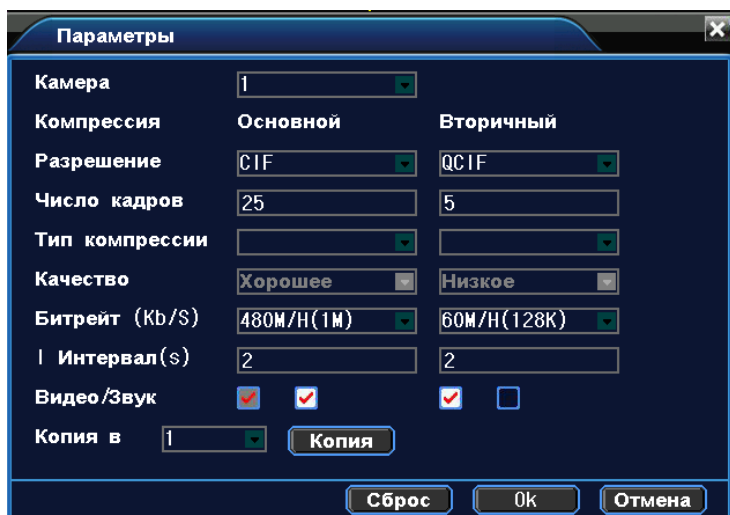 Параметры
Камера 1
Компрессия Основной Вторичный
Разрешение CIF QCIF
Число кадров 25 5
Тип компрессии
Качество Хорошее Низкое
Битрейт (Kb/S) 480M/H(1M) 60M/H(128K)
I Интервал(s) 2 2
Видео/Звук
Копия в 1 Копия
Сброс Ok Отмена